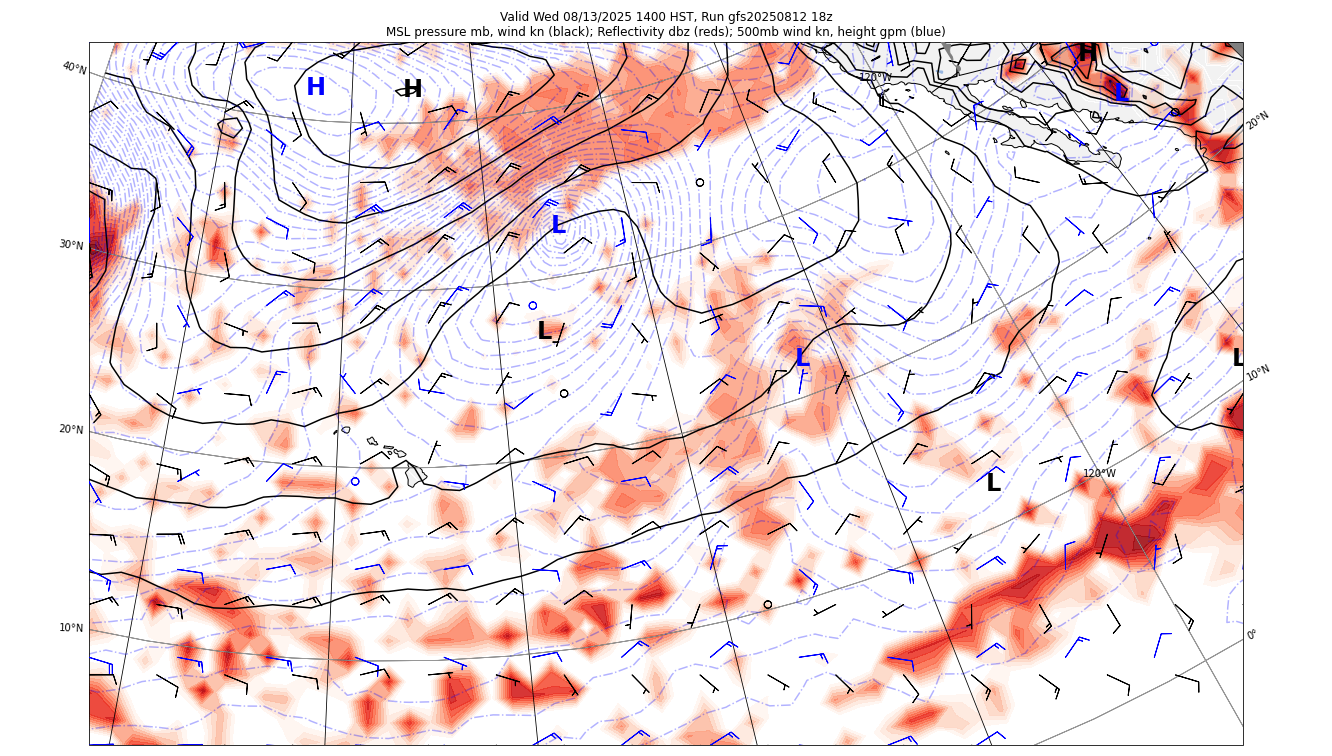 Valid Wed 08/13/2025 1400 HST, Run gfs20250812 18z
MSL pressure mb, wind kn (black); Reflectivity dbz (reds); 500mb wind kn, height gpm (blue)
H
40°N
120°W
H
H
L
20°N
L
30°N
L
L
L
10°N
20°N
120°W
L
10°N
0°